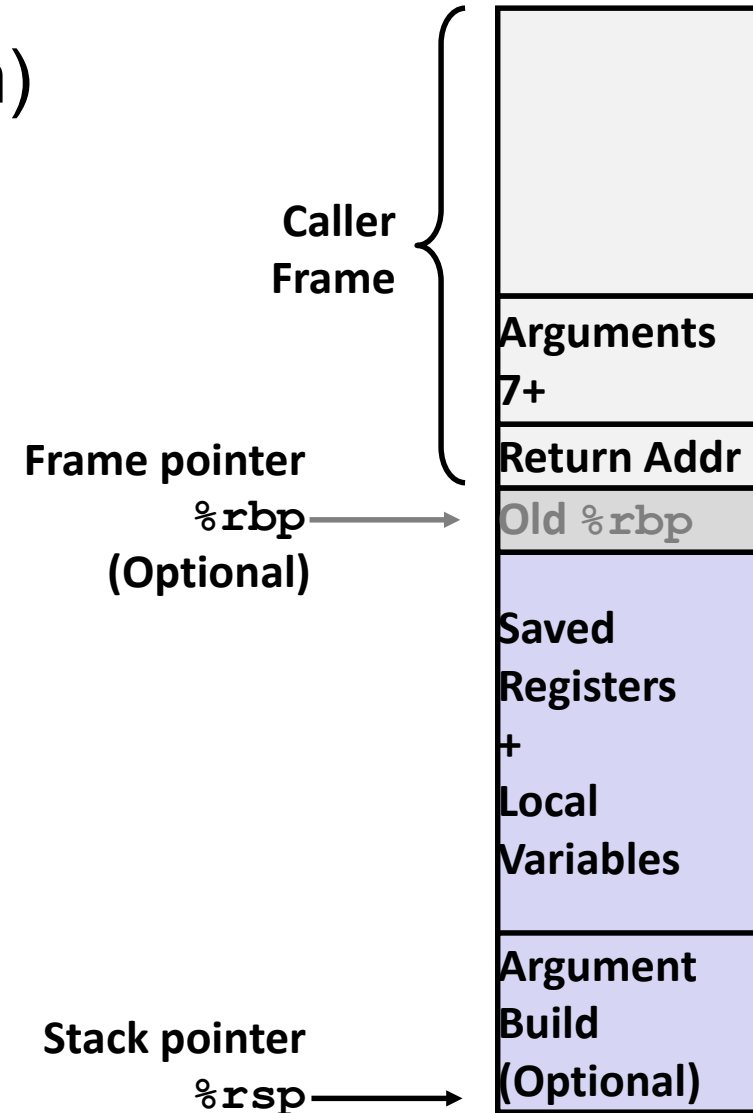 )
Caller
Frame
Arguments
7+
Return Addr
Frame pointer
%rbp
(Optional)
Old %rbp
Saved
Registers
+
Local
Variables
Argument
Build
(Optional)
Stack pointer
%rsp